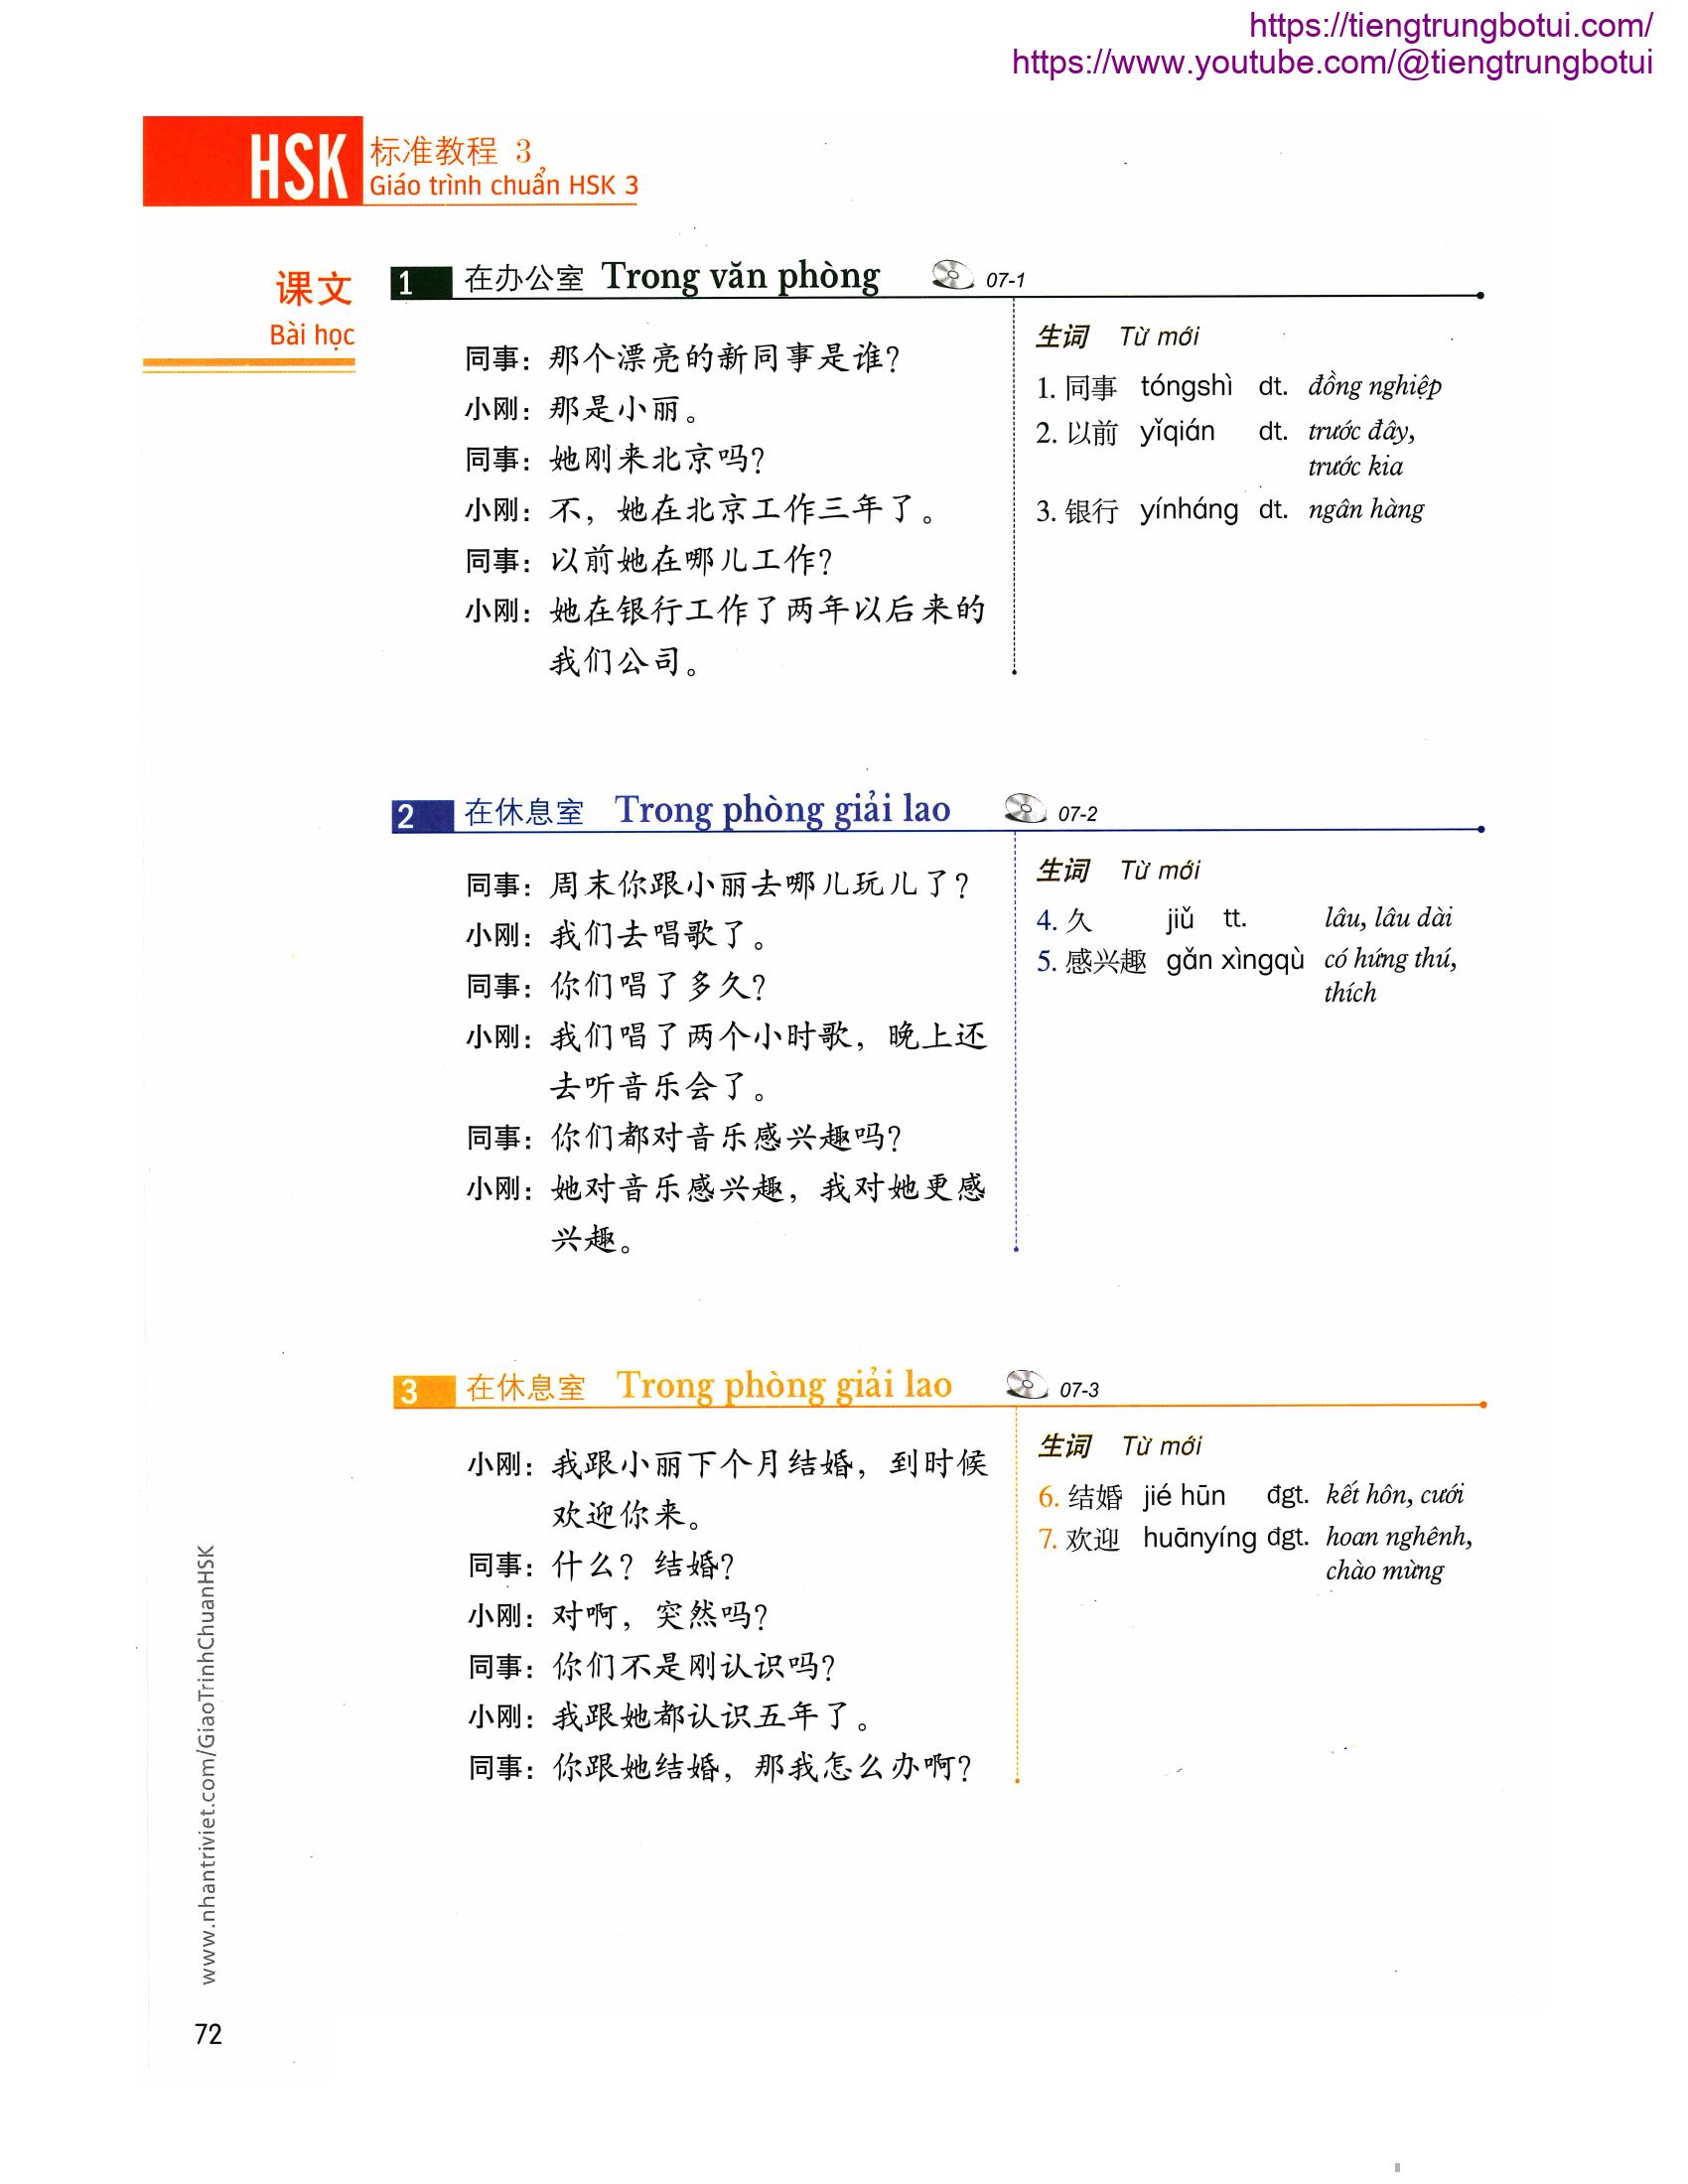 https://tiengtrungbotui.com/
https://www.youtube.com/@tiengtrungbotui
HSK 标准教程 3
Giáo trình chuẩn HSK 3
课文
Bài học
1 在办公室 Trong văn phòng 07-1
同事：那个漂亮的新同事是谁？
小刚：那是小丽。
同事：她刚来北京吗？
小刚：不，她在北京工作三年了。
同事：以前她在哪儿工作？
小刚：她在银行工作了两年以后来的
我们公司。
生词 Từ mới
1. 同事 tóngshì dt. đồng nghiệp
2. 以前 yǐqián dt. trước đây,
trước kia
3. 银行 yínháng dt. ngân hàng
2 在休息室 Trong phòng giải lao 07-2
同事：周末你跟小丽去哪儿玩儿了？
小刚：我们去唱歌了。
同事：你们唱了多久？
小刚：我们唱了两个小时歌，晚上还
去听音乐会了。
同事：你们都对音乐感兴趣吗？
小刚：她对音乐感兴趣，我对她更感
兴趣。
生词 Từ mới
4. 久 jiǔ tt. lâu, lâu dài
5. 感兴趣 gǎn xìngqù có hứng thú,
thích
3 在休息室 Trong phòng giải lao 07-3
小刚：我跟小丽下个月结婚，到时候
欢迎你来。
同事：什么？结婚？
小刚：对啊，突然吗？
同事：你们不是刚认识吗？
小刚：我跟她都认识五年了。
同事：你跟她结婚，那我怎么办啊？
生词 Từ mới
6. 结婚 jié hūn đgt. kết hôn, cưới
7. 欢迎 huānyíng đgt. hoan nghênh,
chào mừng
www.nhantriviet.com/GiaoTrinhChuanHSK
72